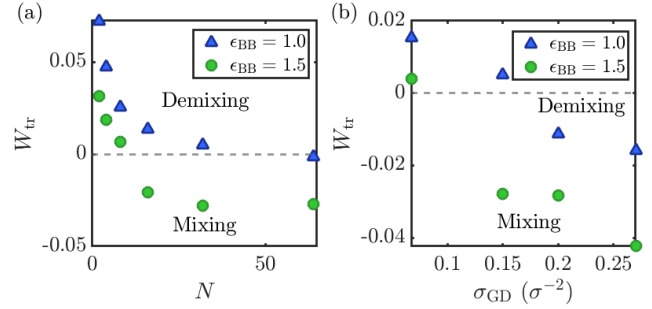 (a)
ϵ_BB = 1.0
ϵ_BB = 1.5
Demixing
Mixing
W_tr
0.05
0
-0.05
0
50
N
(b)
ϵ_BB = 1.0
ϵ_BB = 1.5
Demixing
Mixing
W_tr
0.02
0
-0.02
-0.04
0.1
0.15
0.2
0.25
σ_GD (σ⁻²)